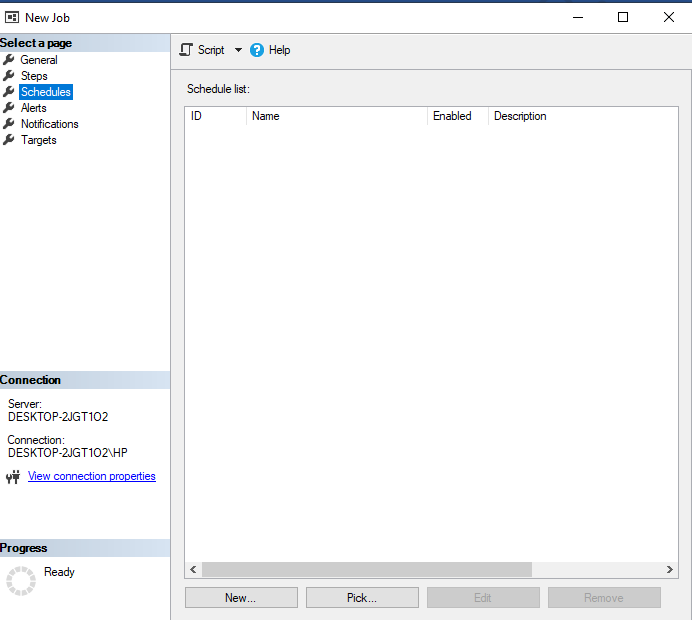 New Job
Select a page
General
Steps
Schedules
Alerts
Notifications
Targets
Script
Help
Schedule list:
ID Name Enabled Description
Connection
Server:
DESKTOP-2JGT1O2
Connection:
DESKTOP-2JGT1O2\HP
View connection properties
Progress
Ready
New... Pick... Edit Remove